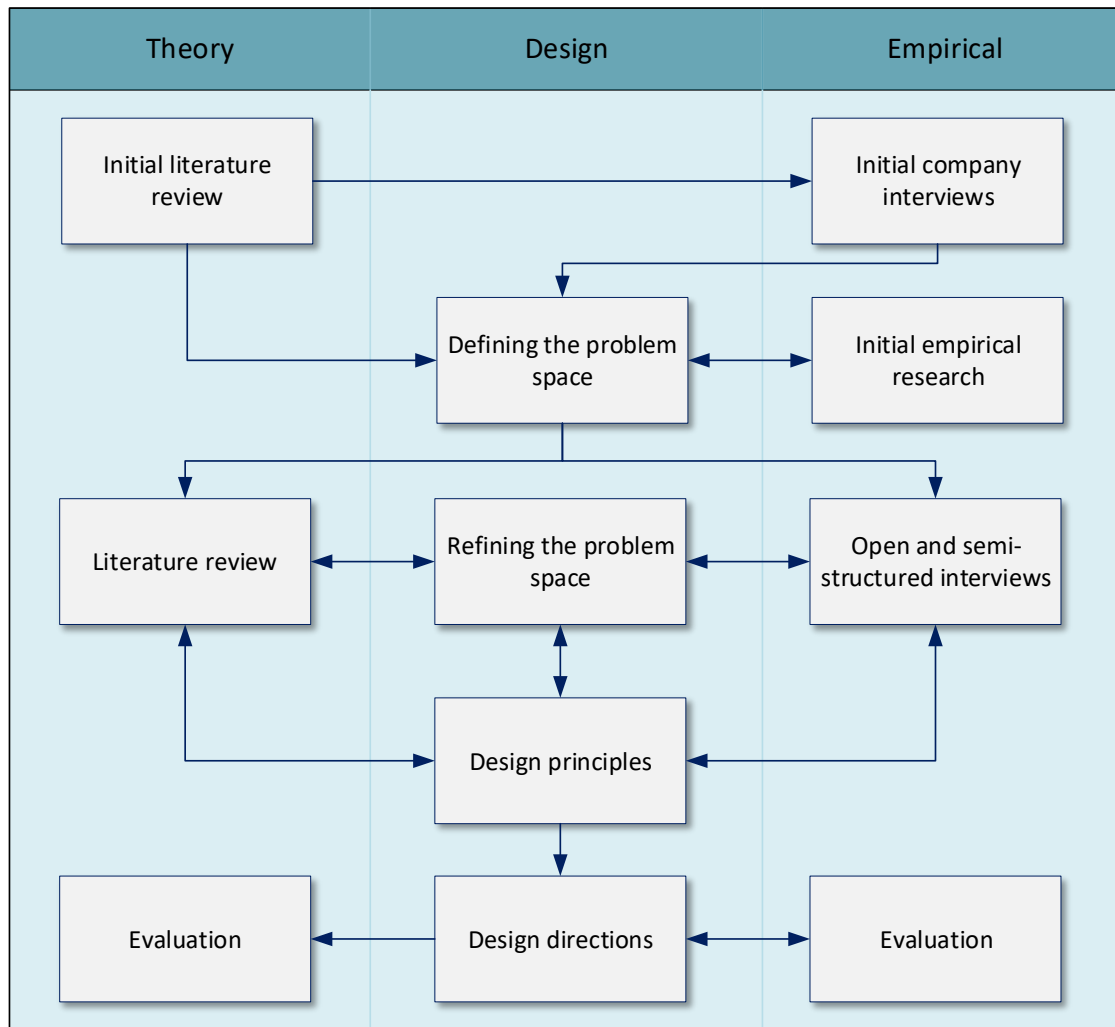 Theory
Design
Empirical
Initial literature
review
Initial company
interviews
Defining the problem
space
Initial empirical
research
Literature review
Refining the problem
space
Open and semi-
structured interviews
Design principles
Evaluation
Design directions
Evaluation